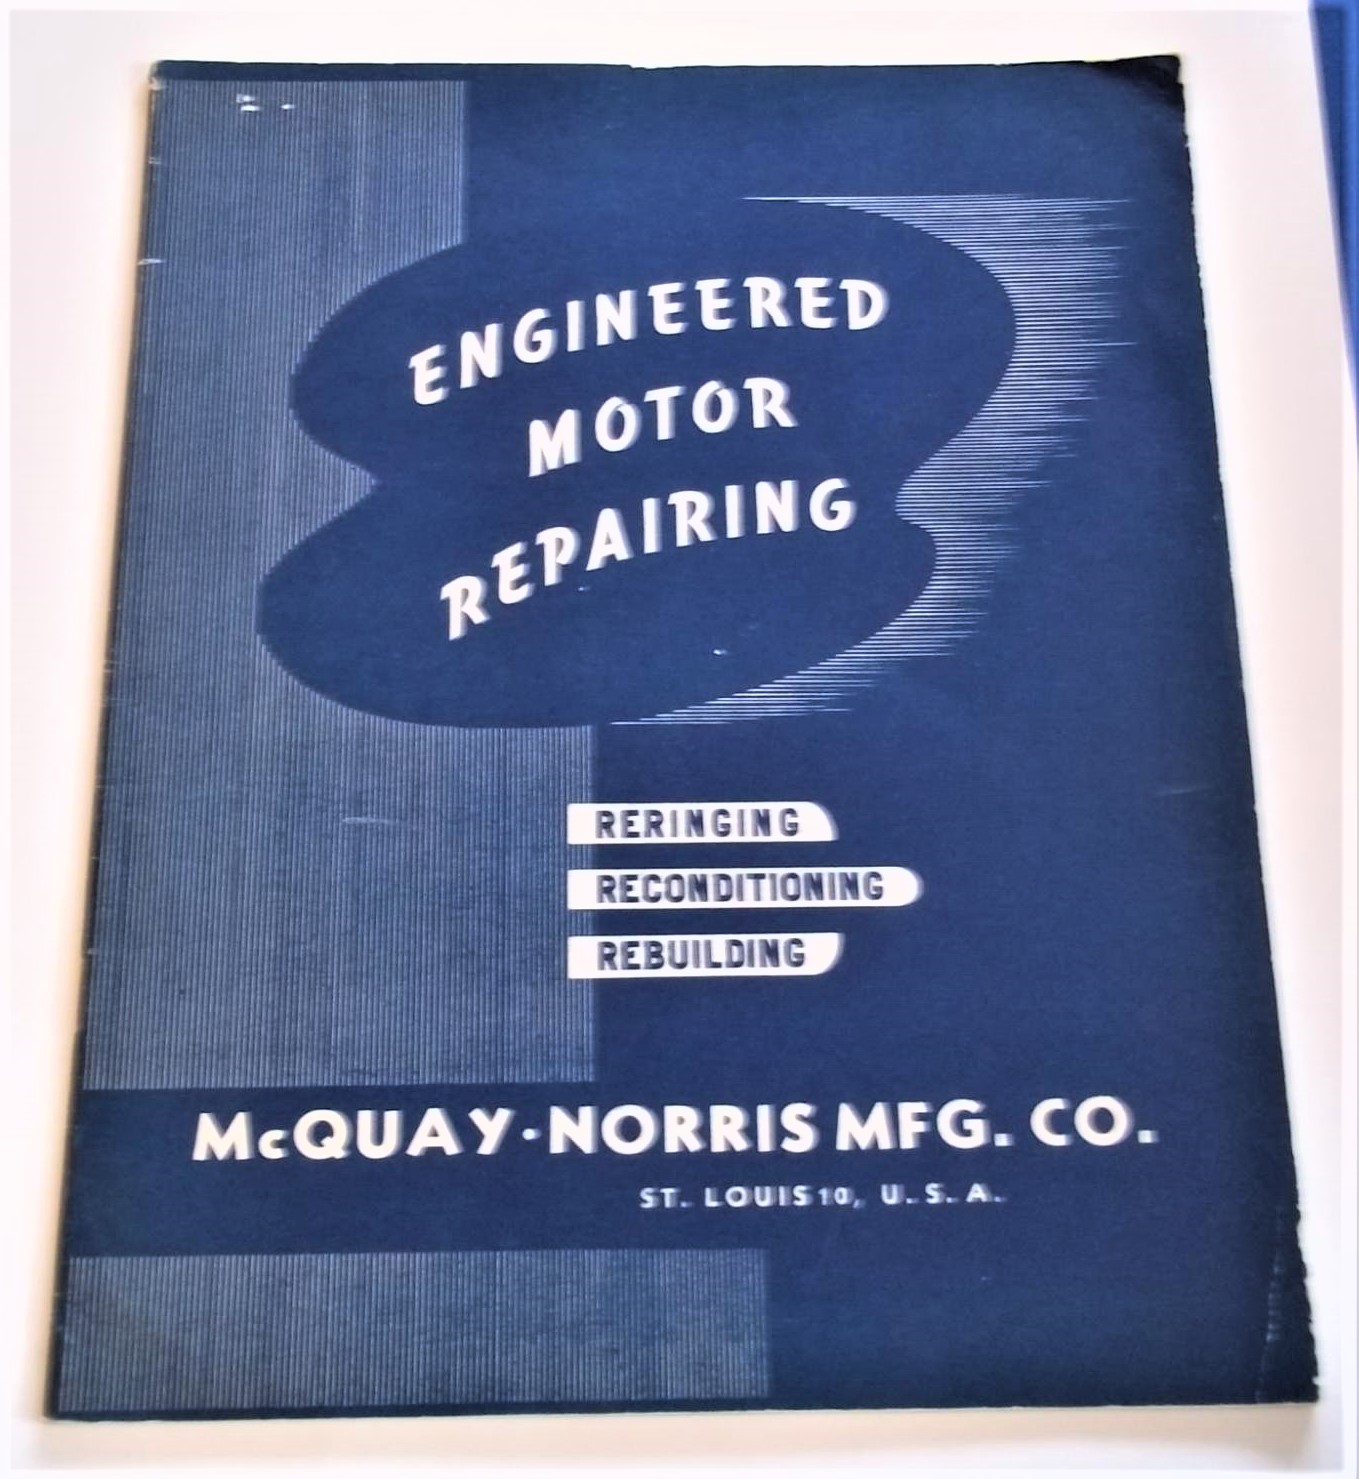 ENGINEERED
MOTOR
REPAIRING
RERINGING
RECONDITIONING
REBUILDING
McQUAY·NORRIS MFG. CO.
ST. LOUIS 10, U. S. A.